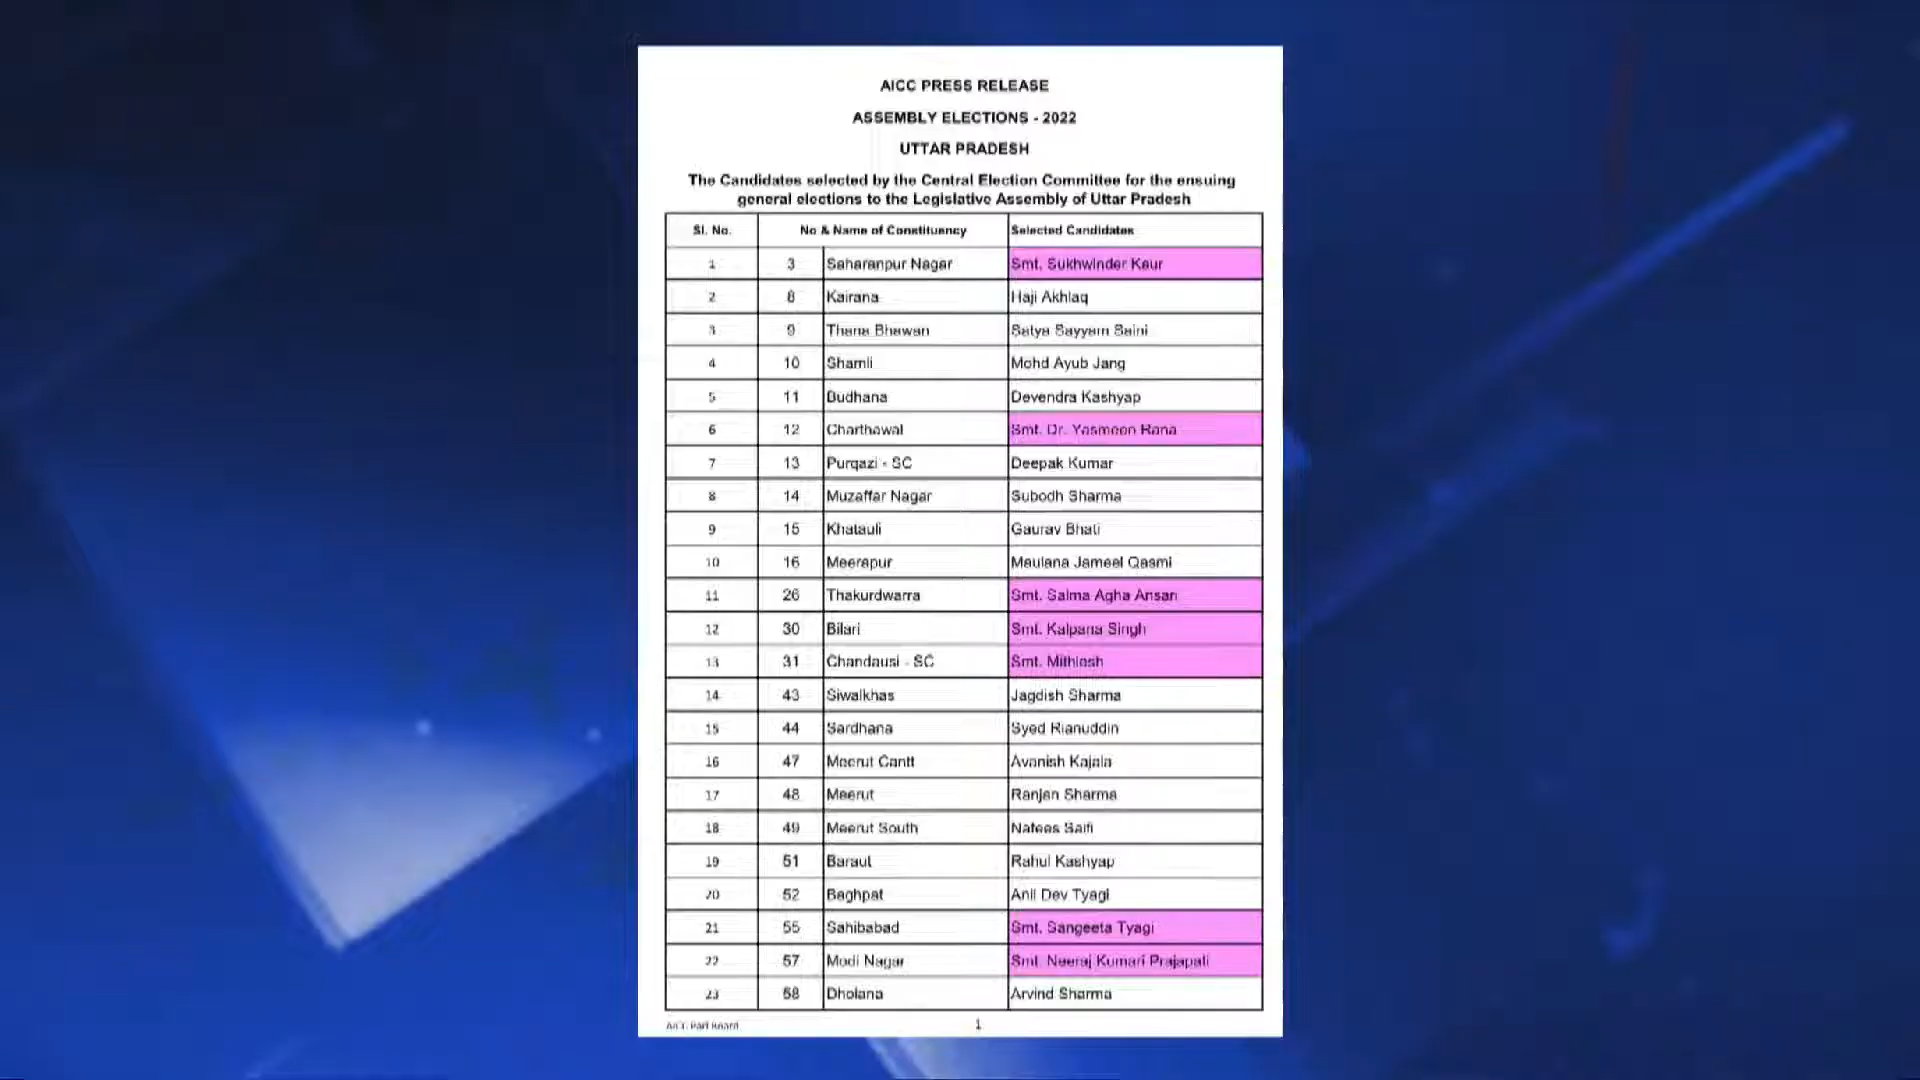 AICC PRESS RELEASE
ASSEMBLY ELECTIONS - 2022
UTTAR PRADESH
The Candidates selected by the Central Election Committee for the ensuing
general elections to the Legislative Assembly of Uttar Pradesh
Sl. No. No & Name of Constituency Selected Candidates
1 3 Saharanpur Nagar Smt. Sukhwinder Kaur
2 8 Kairana Haji Akhlaq
3 9 Thana Bhawan Satya Sayyam Saini
4 10 Shamli Mohd Ayub Jang
5 11 Budhana Devendra Kashyap
6 12 Charthawal Smt. Dr. Yasmeen Rana
7 13 Purqazi - SC Deepak Kumar
8 14 Muzaffar Nagar Subodh Sharma
9 15 Khatauli Gaurav Bhati
10 16 Meerapur Maulana Jameel Qasmi
11 26 Thakurdwarra Smt. Salma Agha Ansari
12 30 Bilari Smt. Kalpana Singh
13 31 Chandausi - SC Smt. Mithlesh
14 43 Siwalkhas Jagdish Sharma
15 44 Sardhana Syed Rianuddin
16 47 Meerut Cantt Avanish Kajala
17 48 Meerut Ranjan Sharma
18 49 Meerut South Nafees Saifi
19 51 Baraut Rahul Kashyap
20 52 Baghpat Anil Dev Tyagi
21 55 Sahibabad Smt. Sangeeta Tyagi
22 57 Modi Nagar Smt. Neeraj Kumari Prajapati
23 58 Dholana Arvind Sharma
1